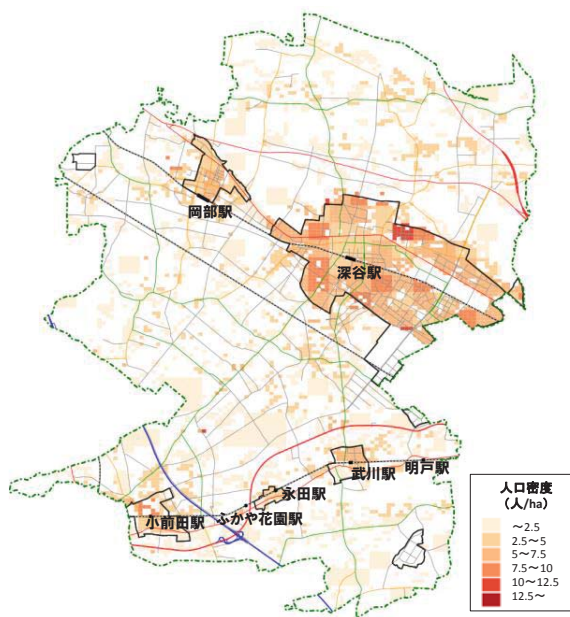 岡部駅
深谷駅
武川駅
明戸駅
永田駅
ふかや花園駅
小前田駅
人口密度
(人/ha)
～2.5
2.5～5
5～7.5
7.5～10
10～12.5
12.5～